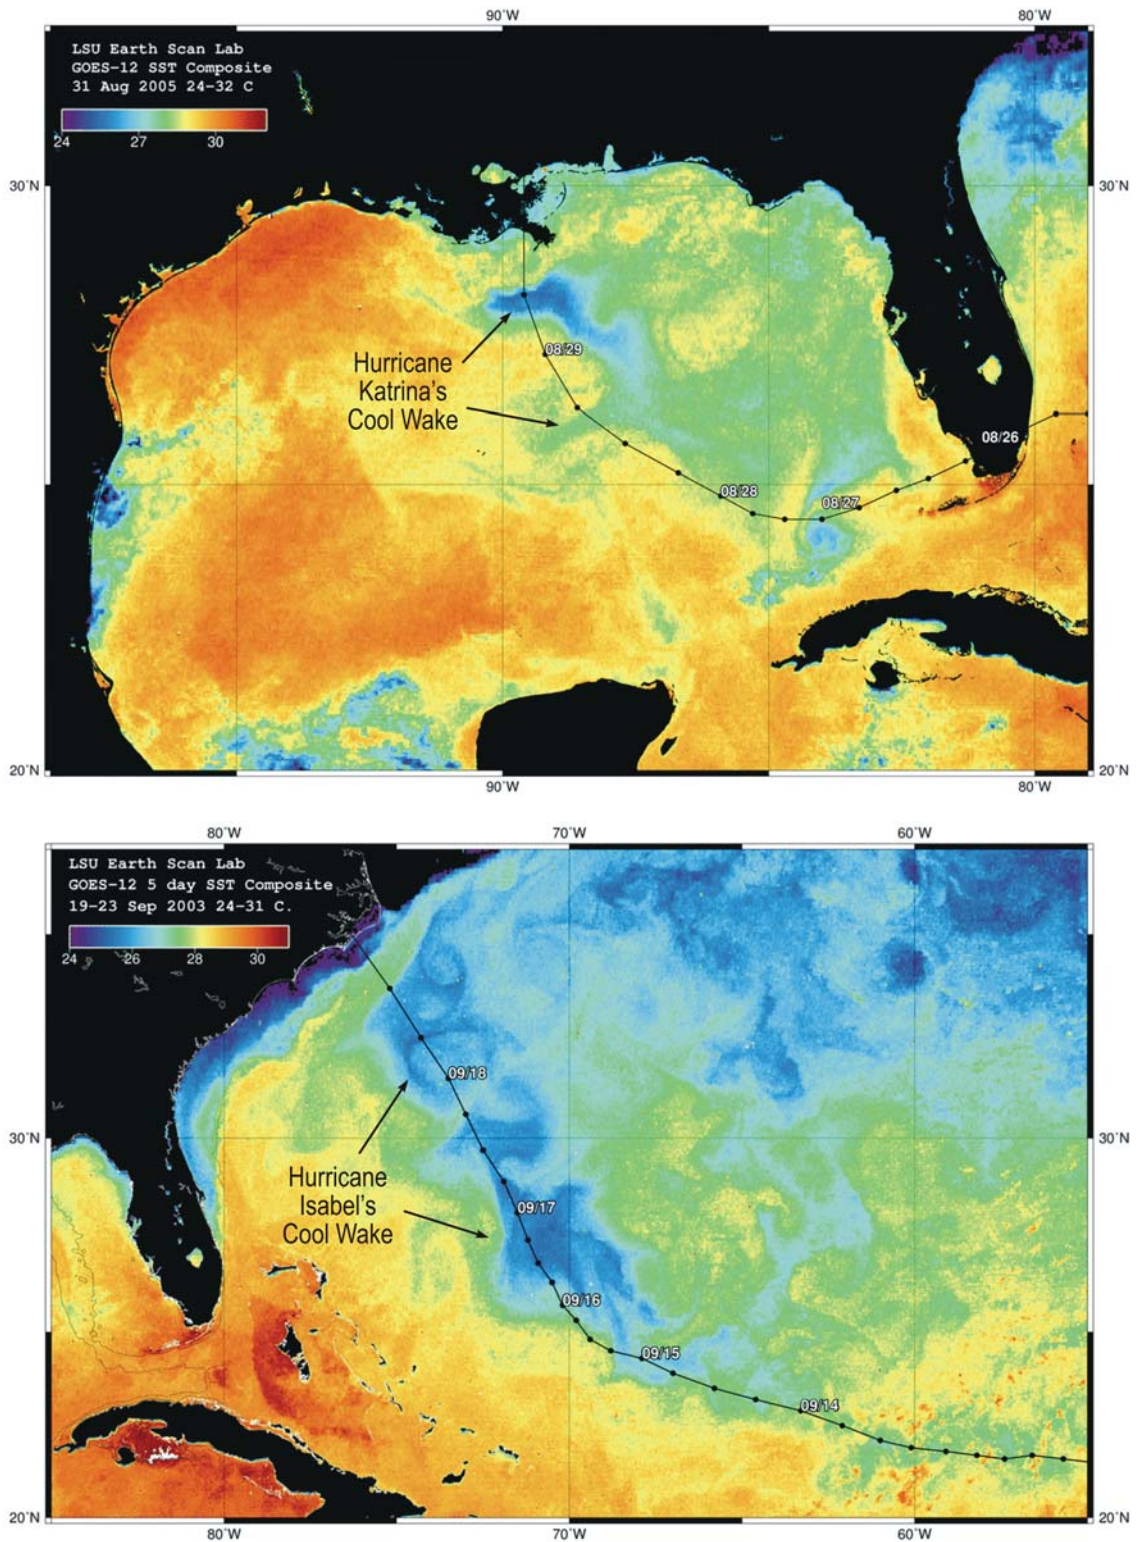 90°W 80°W
LSU Earth Scan Lab
GOES-12 SST Composite
31 Aug 2005 24-32 C
24 27 30
30°N 30°N
08/29
Hurricane
Katrina's
Cool Wake
08/26
08/28
08/27
20°N 20°N
90°W 80°W
80°W 70°W 60°W
LSU Earth Scan Lab
GOES-12 5 day SST Composite
19-23 Sep 2003 24-31 C.
24 26 28 30
09/18
30°N 30°N
Hurricane
Isabel's
Cool Wake
09/17
09/16
09/15
09/14
20°N 20°N
80°W 70°W 60°W